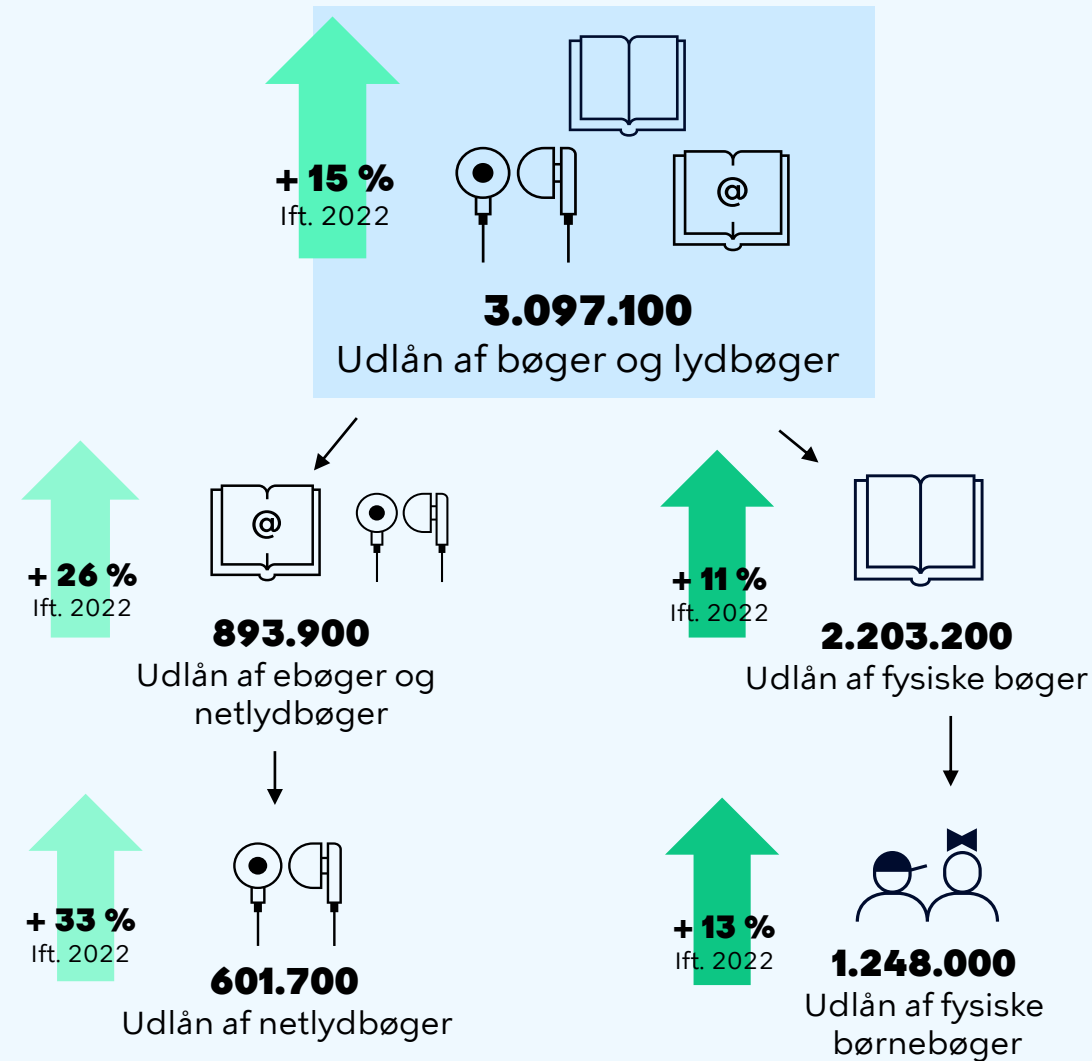 + 15 %
Ift. 2022
@
3.097.100
Udlån af bøger og lydbøger
+ 26 %
Ift. 2022
@
893.900
Udlån af ebøger og
netlydbøger
+ 11 %
Ift. 2022
2.203.200
Udlån af fysiske bøger
+ 33 %
Ift. 2022
601.700
Udlån af netlydbøger
+ 13 %
Ift. 2022
1.248.000
Udlån af fysiske
børnebøger